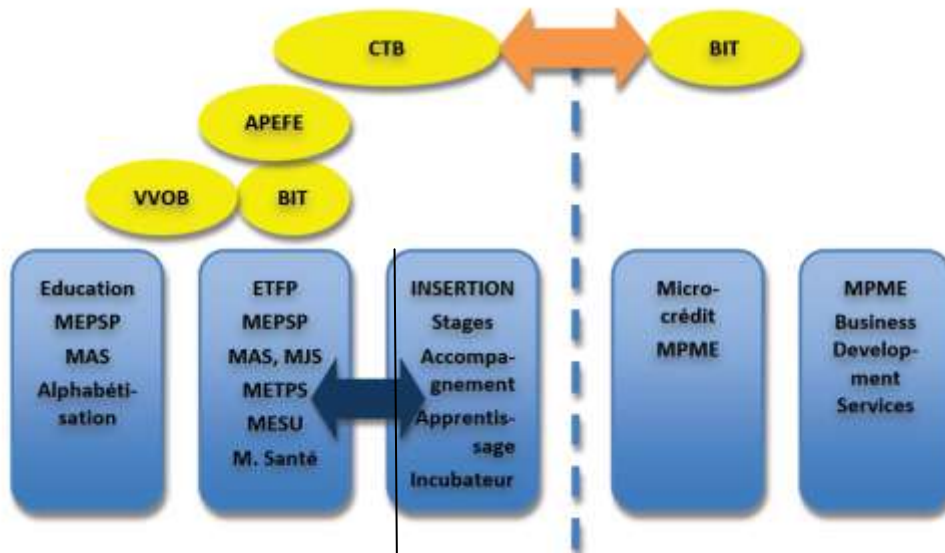 CTB
BIT
APEFE
VVOB
BIT
Education
MEPSP
MAS
Alphabéti-
sation
ETFP
MEPSP
MAS, MJS
METPS
MESU
M. Santé
INSERTION
Stages
Accompa-
gnement
Apprentis-
sage
Incubateur
Micro-
crédit
MPME
MPME
Business
Develop-
ment
Services